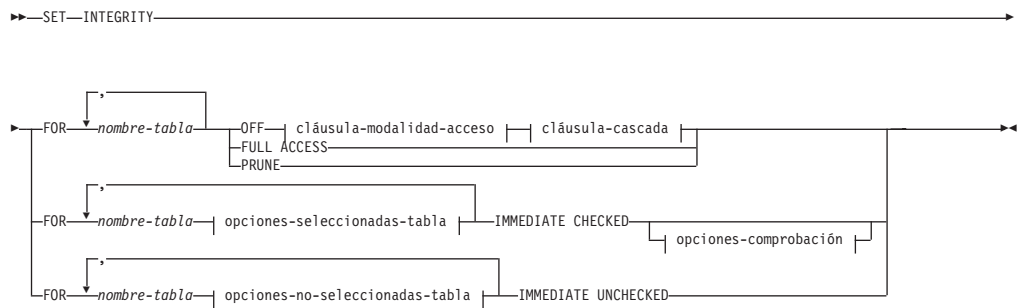 SET INTEGRITY
,
FOR nombre-tabla OFF cláusula-modalidad-acceso cláusula-cascada
FULL ACCESS
PRUNE
,
FOR nombre-tabla opciones-seleccionadas-tabla IMMEDIATE CHECKED
opciones-comprobación
,
FOR nombre-tabla opciones-no-seleccionadas-tabla IMMEDIATE UNCHECKED